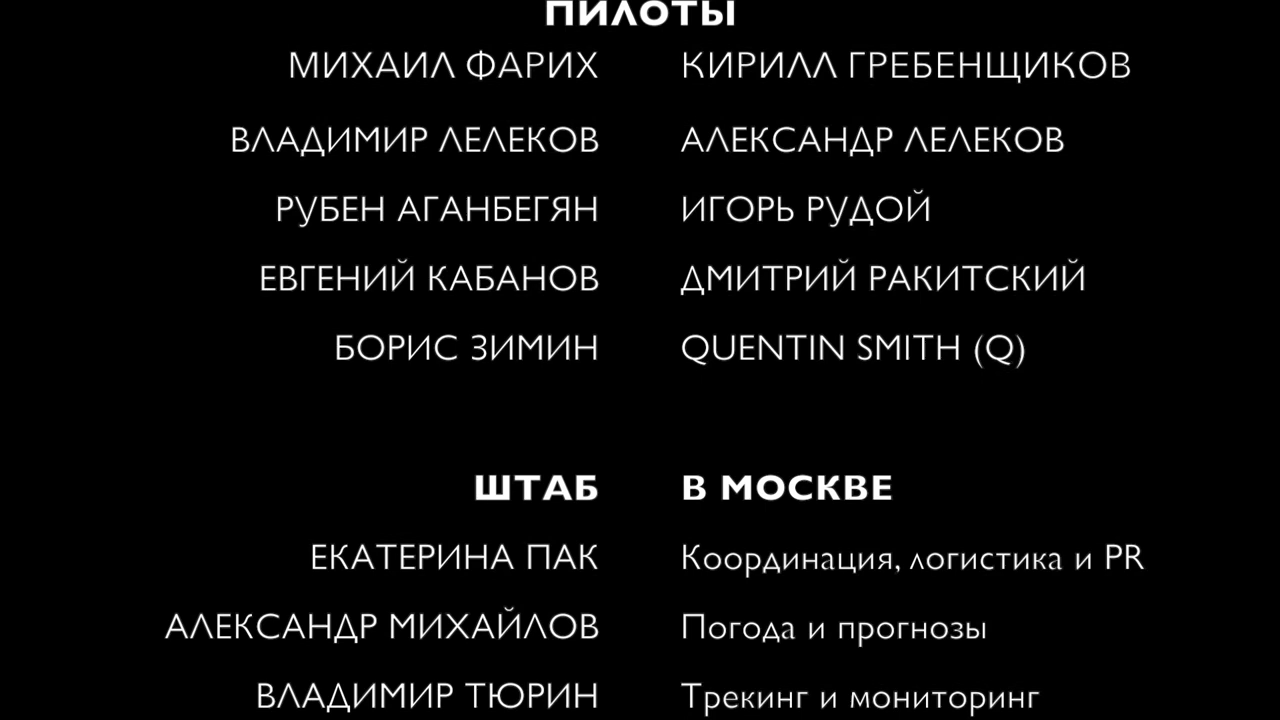 ПИЛОТЫ
МИХАИЛ ФАРИХ КИРИЛЛ ГРЕБЕНЩИКОВ
ВЛАДИМИР ЛЕЛЕКОВ АЛЕКСАНДР ЛЕЛЕКОВ
РУБЕН АГАНБЕГЯН ИГОРЬ РУДОЙ
ЕВГЕНИЙ КАБАНОВ ДМИТРИЙ РАКИТСКИЙ
БОРИС ЗИМИН QUENTIN SMITH (Q)
ШТАБ В МОСКВЕ
ЕКАТЕРИНА ПАК Координация, логистика и PR
АЛЕКСАНДР МИХАЙЛОВ Погода и прогнозы
ВЛАДИМИР ТЮРИН Трекинг и мониторинг